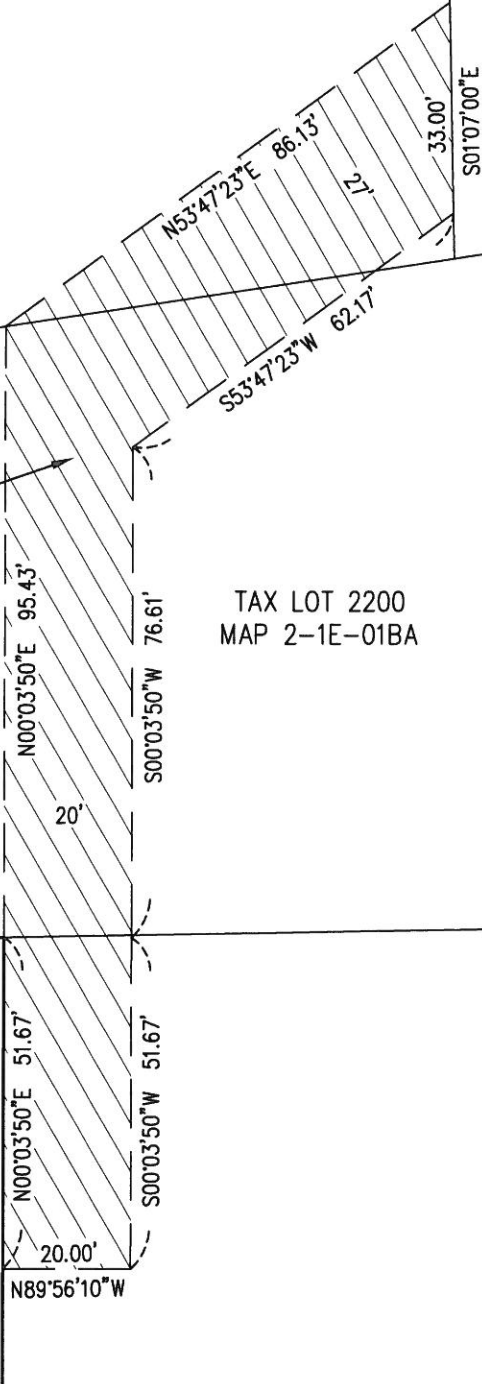 N53°47'23"E 86.13'
27'
33.00'
S01°07'00"E
S53°47'23"W 62.17'
N00°03'50"E 95.43'
S00°03'50"W 76.61'
TAX LOT 2200
MAP 2-1E-01BA
20'
N00°03'50"E 51.67'
S00°03'50"W 51.67'
20.00'
N89°56'10"W